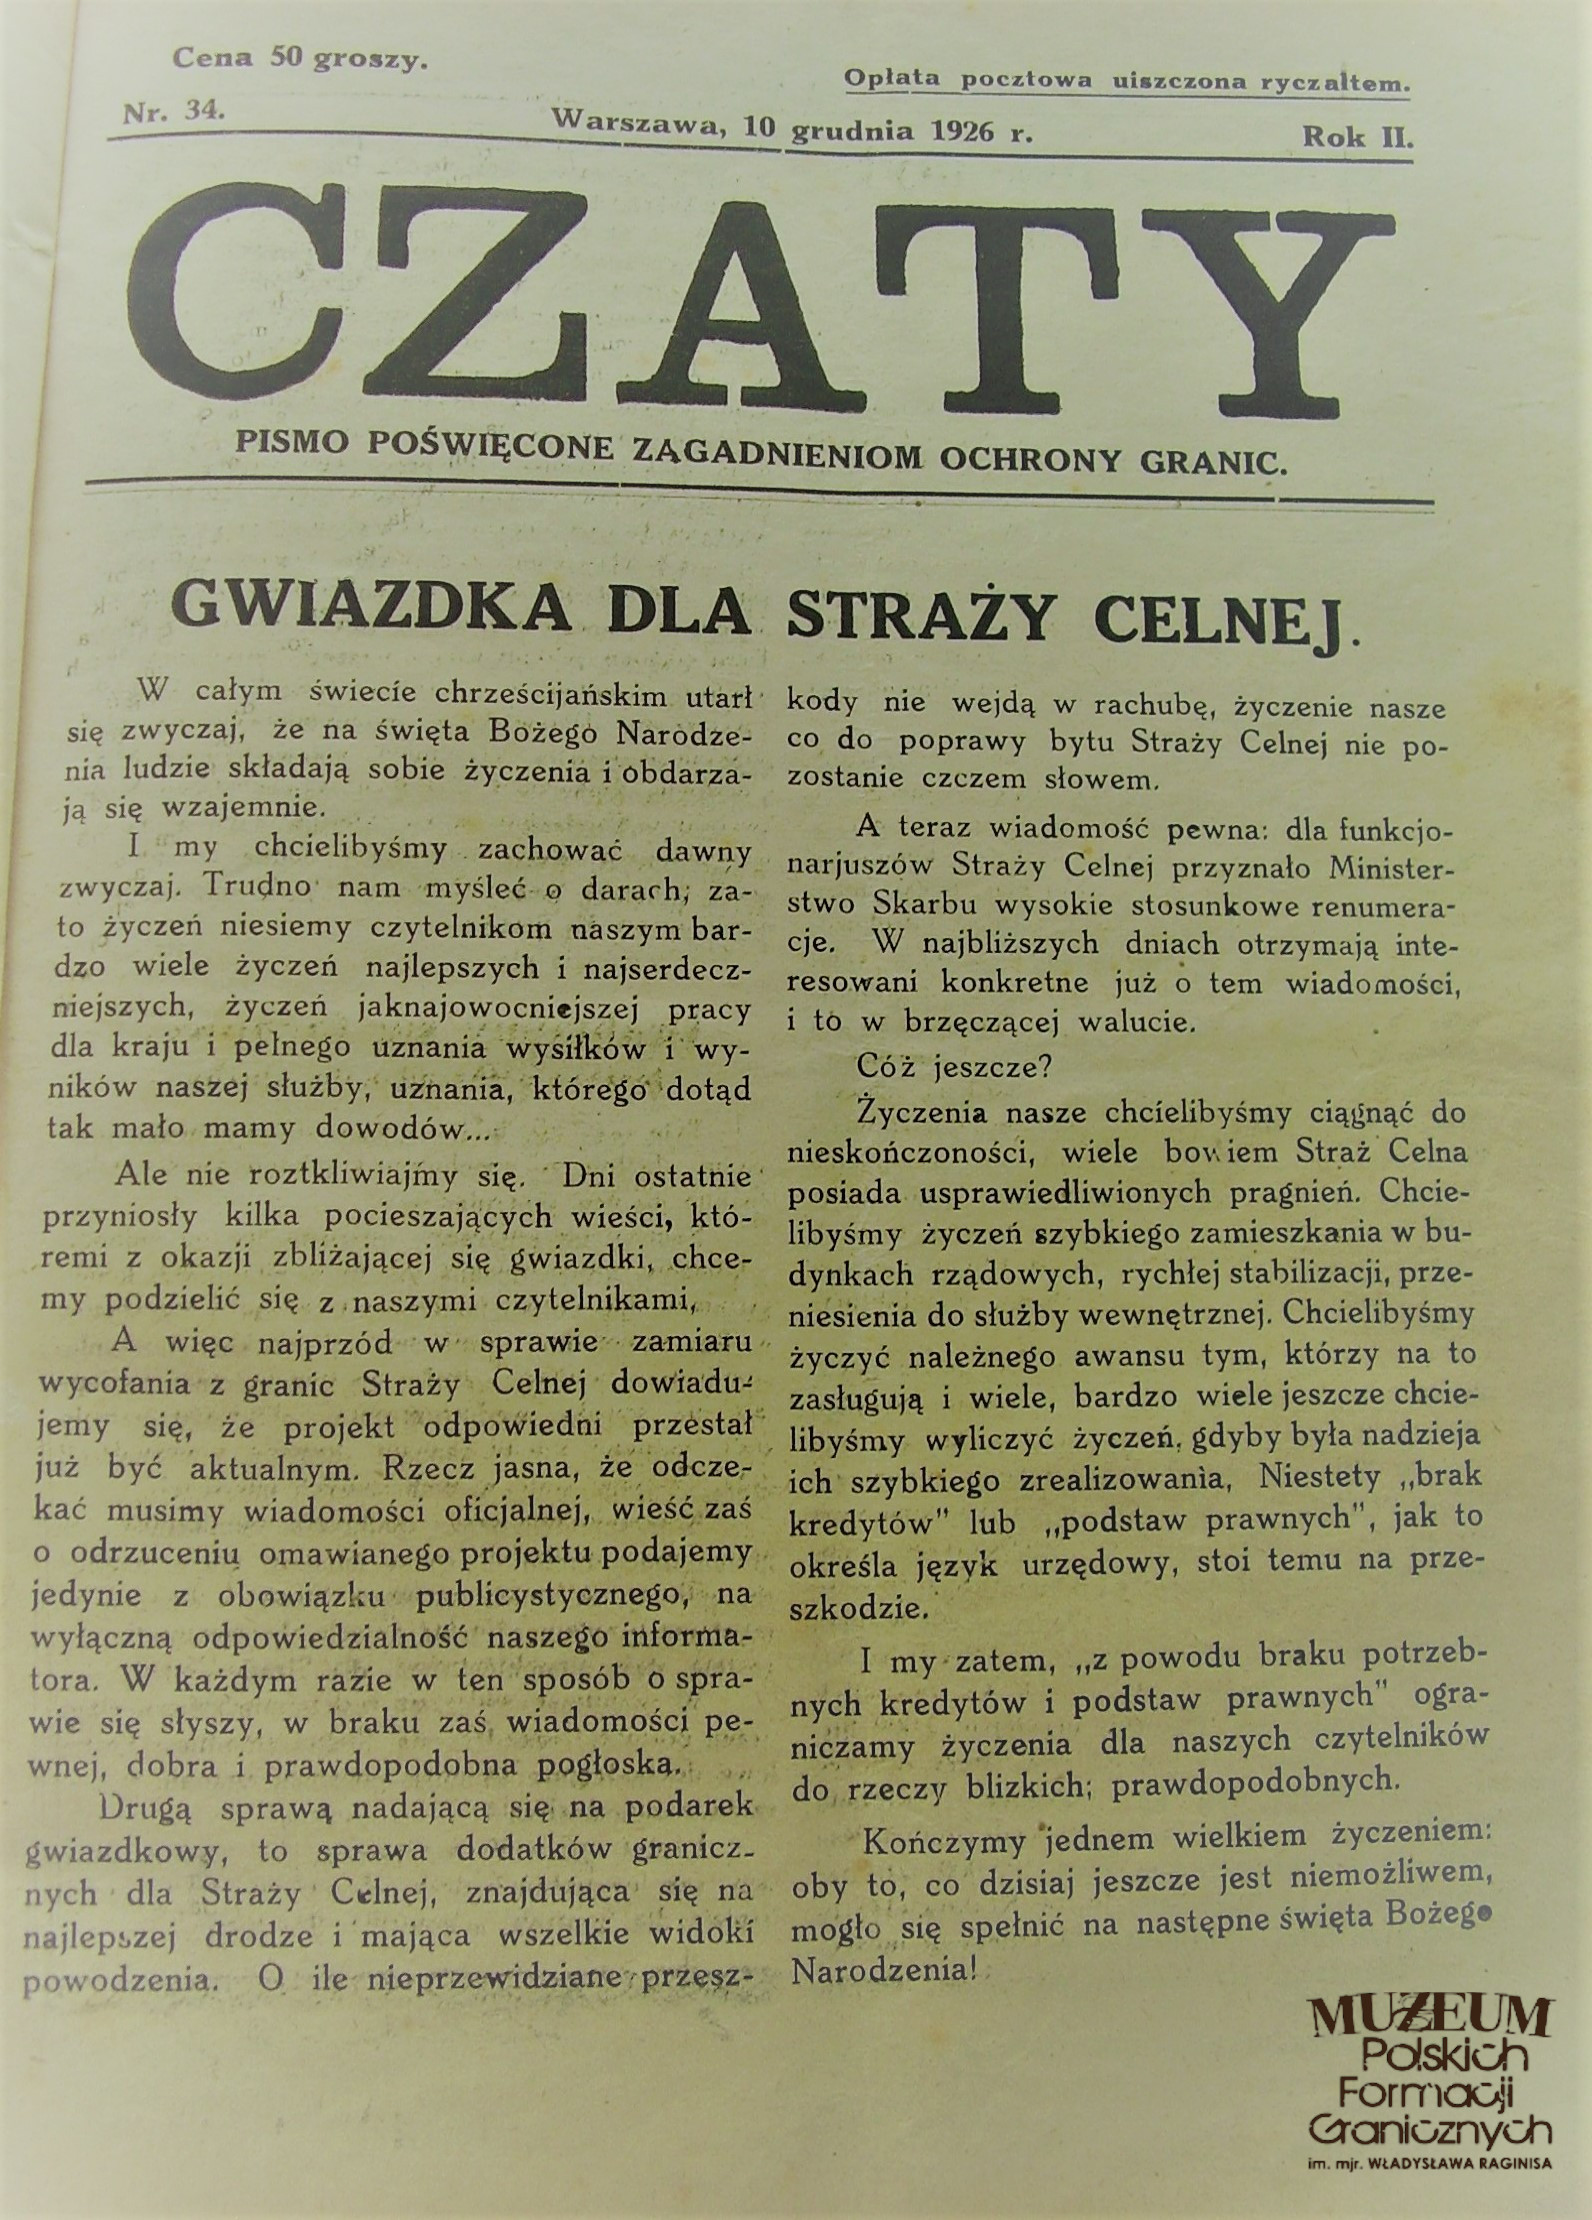 Cena 50 groszy.
Opłata pocztowa uiszczona ryczałtem.
Nr. 34.
Warszawa, 10 grudnia 1926 r.
Rok II.
CZATY
PISMO POŚWIĘCONE ZAGADNIENIOM OCHRONY GRANIC.
GWIAZDKA DLA STRAŻY CELNEJ.
W całym świecie chrześcijańskim utarł
się zwyczaj, że na święta Bożego Narodze-
nia ludzie składają sobie życzenia i obdarza-
ją się wzajemnie.
I my chcielibyśmy zachować dawny
zwyczaj. Trudno nam myśleć o darach, za-
to życzeń niesiemy czytelnikom naszym bar-
dzo wiele życzeń najlepszych i najserdecz-
niejszych, życzeń jaknajowocniejszej pracy
dla kraju i pełnego uznania wysiłków i wy-
ników naszej służby, uznania, którego dotąd
tak mało mamy dowodów...
Ale nie roztkliwiajmy się. Dni ostatnie
przyniosły kilka pocieszających wieści, któ-
remi z okazji zbliżającej się gwiazdki, chce-
my podzielić się z naszymi czytelnikami,
A więc najprzód w sprawie zamiaru
wycofania z granic Straży Celnej dowiadu-
jemy się, że projekt odpowiedni przestał
już być aktualnym. Rzecz jasna, że odcze-
kać musimy wiadomości oficjalnej, wieść zaś
o odrzuceniu omawianego projektu podajemy
jedynie z obowiązku publicystycznego, na
wyłączną odpowiedzialność naszego informa-
tora. W każdym razie w ten sposób o spra-
wie się słyszy, w braku zaś wiadomości pe-
wnej, dobra i prawdopodobna pogłoska.
Drugą sprawą nadającą się na podarek
gwiazdkowy, to sprawa dodatków granicz-
nych dla Straży Celnej, znajdująca się na
najlepszej drodze i mająca wszelkie widoki
powodzenia. O ile nieprzewidziane przesz-
kody nie wejdą w rachubę, życzenie nasze
co do poprawy bytu Straży Celnej nie po-
zostanie czczem słowem.
A teraz wiadomość pewna: dla funkcjo-
narjuszów Straży Celnej przyznało Minister-
stwo Skarbu wysokie stosunkowe renumera-
cje. W najbliższych dniach otrzymają inte-
resowani konkretne już o tem wiadomości,
i to w brzęczącej walucie.
Cóż jeszcze?
Życzenia nasze chcielibyśmy ciągnąć do
nieskończoności, wiele bowiem Straż Celna
posiada usprawiedliwionych pragnień. Chcie-
libyśmy życzeń szybkiego zamieszkania w bu-
dynkach rządowych, rychłej stabilizacji, prze-
niesienia do służby wewnętrznej. Chcielibyśmy
życzyć należnego awansu tym, którzy na to
zasługują i wiele, bardzo wiele jeszcze chcie-
libyśmy wyliczyć życzeń, gdyby była nadzieja
ich szybkiego zrealizowania, Niestety „brak
kredytów" lub „podstaw prawnych", jak to
określa język urzędowy, stoi temu na prze-
szkodzie.
I my zatem, „z powodu braku potrzeb-
nych kredytów i podstaw prawnych" ogra-
niczamy życzenia dla naszych czytelników
do rzeczy blizkich; prawdopodobnych.
Kończymy jednem wielkiem życzeniem:
oby to, co dzisiaj jeszcze jest niemożliwem,
mogło się spełnić na następne święta Bożego
Narodzenia!
MUZEUM
Polskich
Formacji
Granicznych
im. mjr. WŁADYSŁAWA RAGINISA